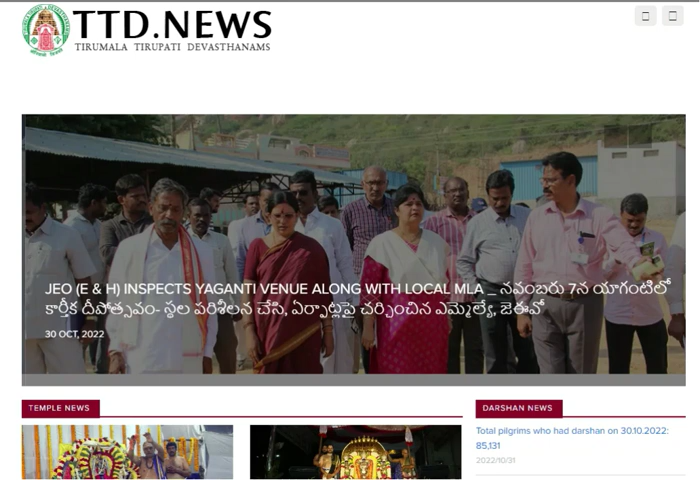 TTD.NEWS
TIRUMALA TIRUPATI DEVASTHANAMS
JEO (E & H) INSPECTS YAGANTI VENUE ALONG WITH LOCAL MLA _ నవంబరు 7న యాగంటిలో
కార్తీక దీపోత్సవం- స్థల పరిశీలన చేసి, ఏర్పాట్లపై చర్చించిన ఎమ్మెల్యే, జెఈవో
30 OCT, 2022
TEMPLE NEWS
DARSHAN NEWS
Total pilgrims who had darshan on 30.10.2022:
85,131
2022/10/31